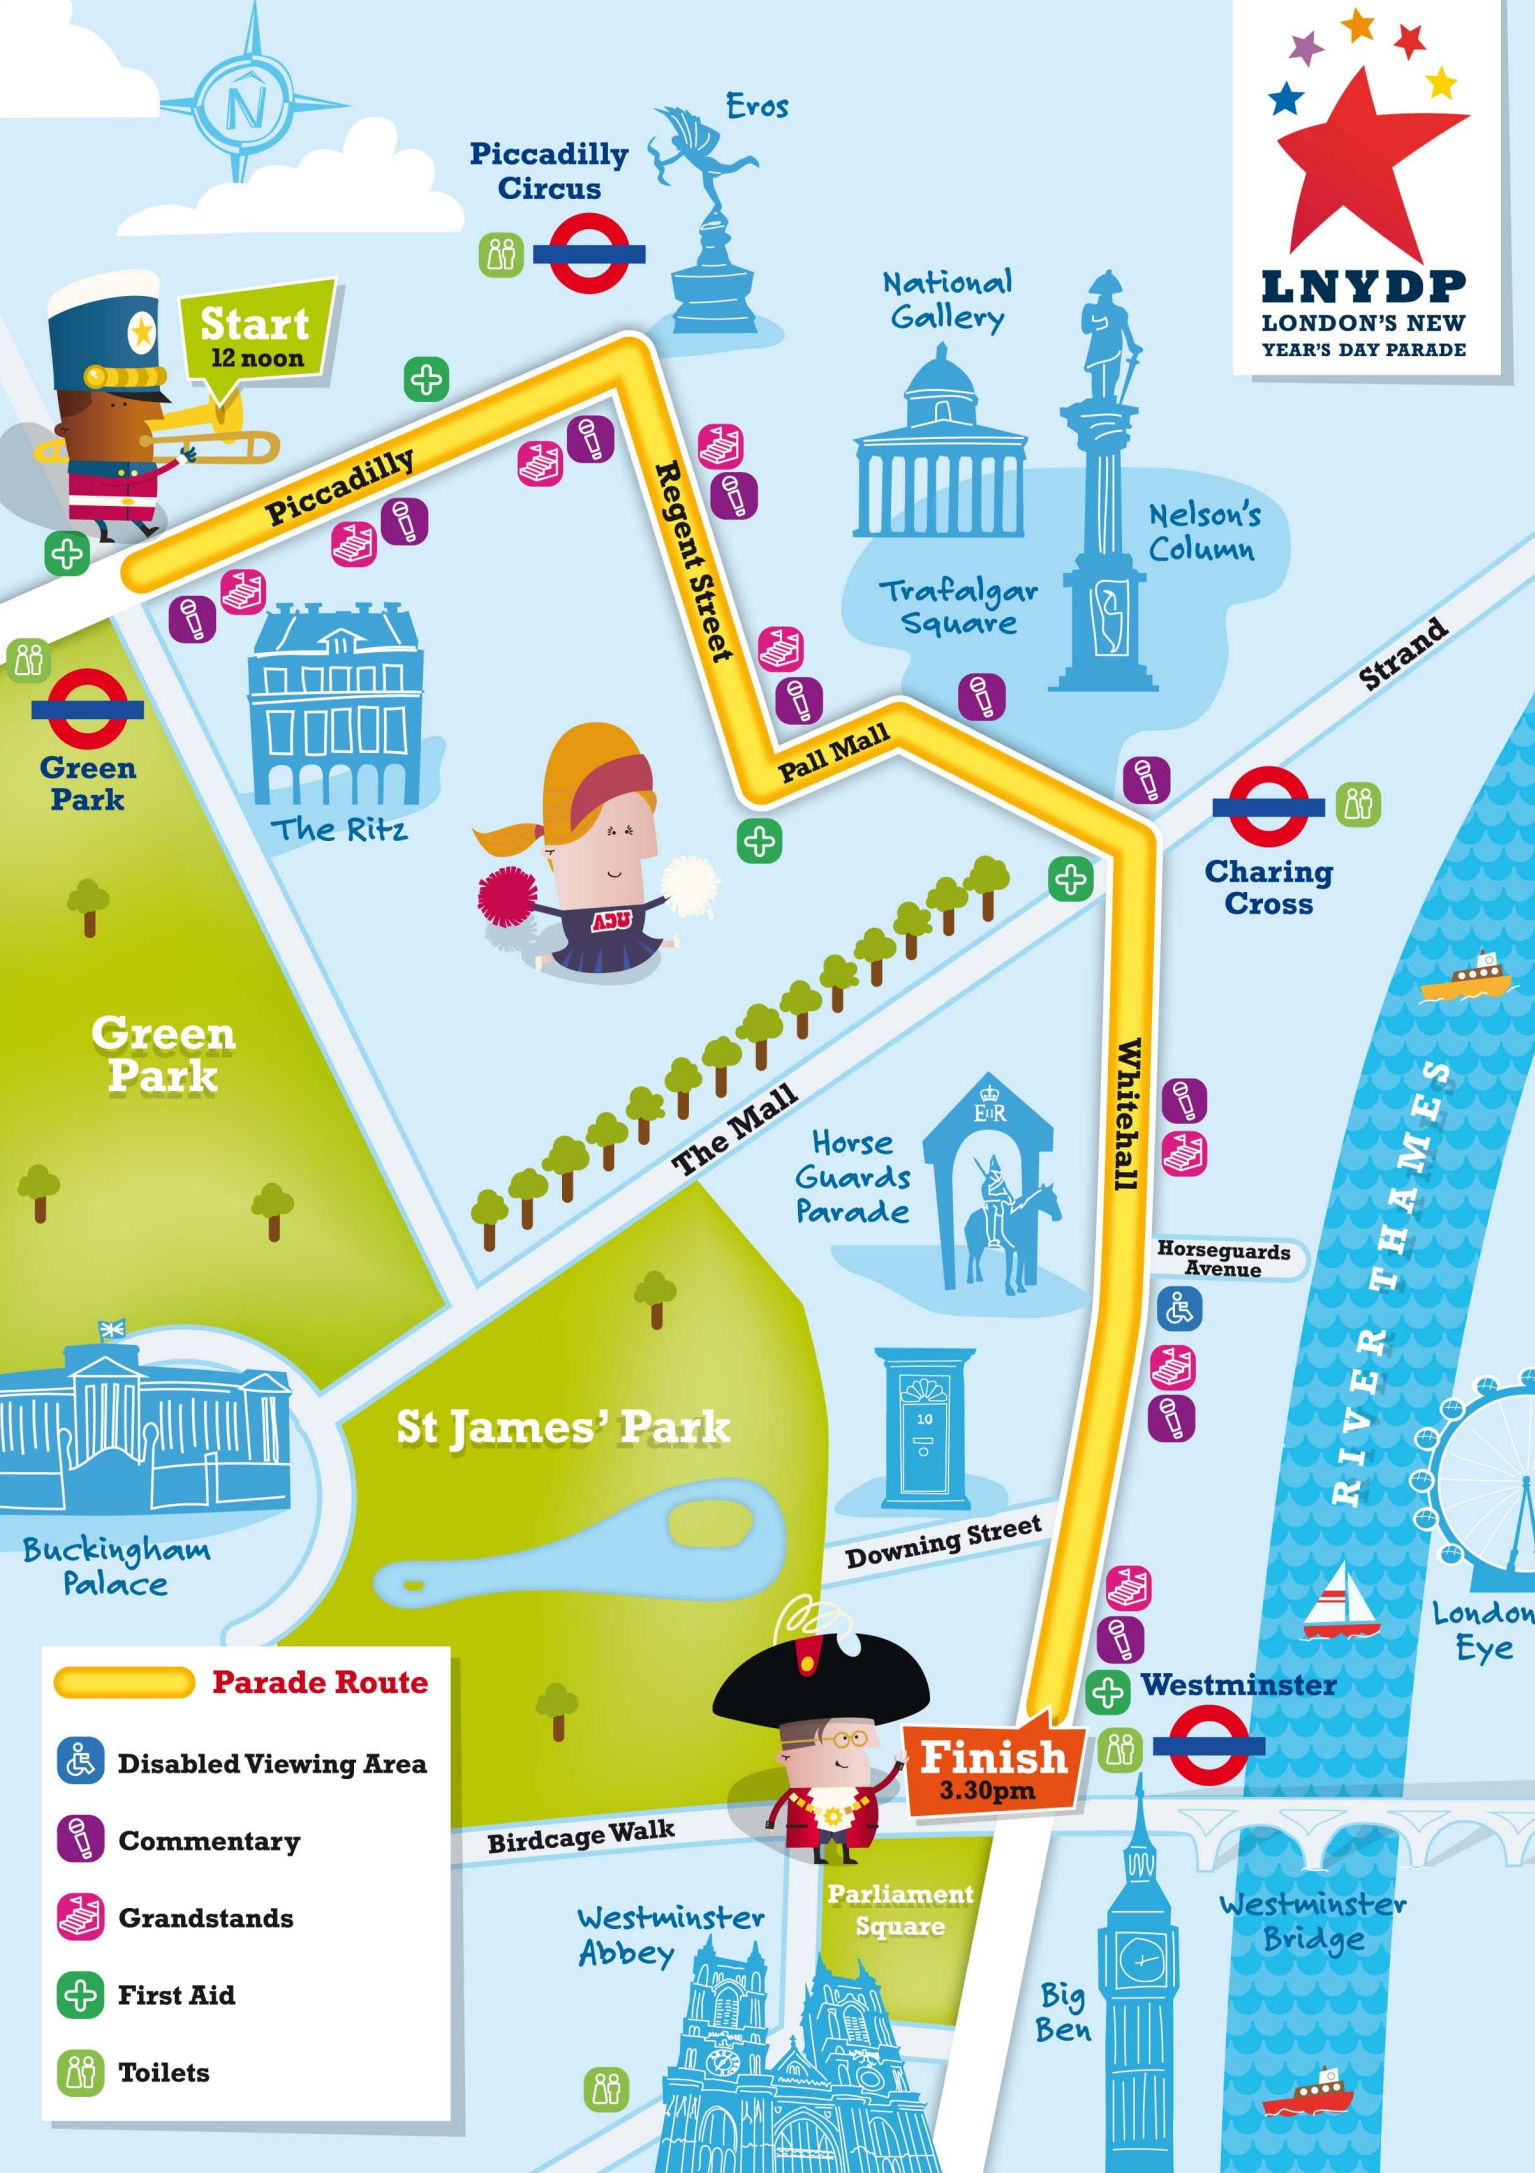 N
Eros
Piccadilly
Circus
LNYDP
LONDON'S NEW
YEAR'S DAY PARADE
National
Gallery
Start
12 noon
Piccadilly
Regent Street
Nelson's
Column
Trafalgar
Square
Strand
Pall Mall
Green
Park
The Ritz
Charing
Cross
ADU
Green
Park
The Mall
Whitehall
EIIR
Horse
Guards
Parade
RIVER THAMES
Horseguards
Avenue
St James' Park
10
Buckingham
Palace
Downing Street
London
Eye
Westminster
Finish
3.30pm
Parade Route
Disabled Viewing Area
Commentary
Grandstands
First Aid
Toilets
Birdcage Walk
Parliament
Square
Westminster
Abbey
Westminster
Bridge
Big
Ben